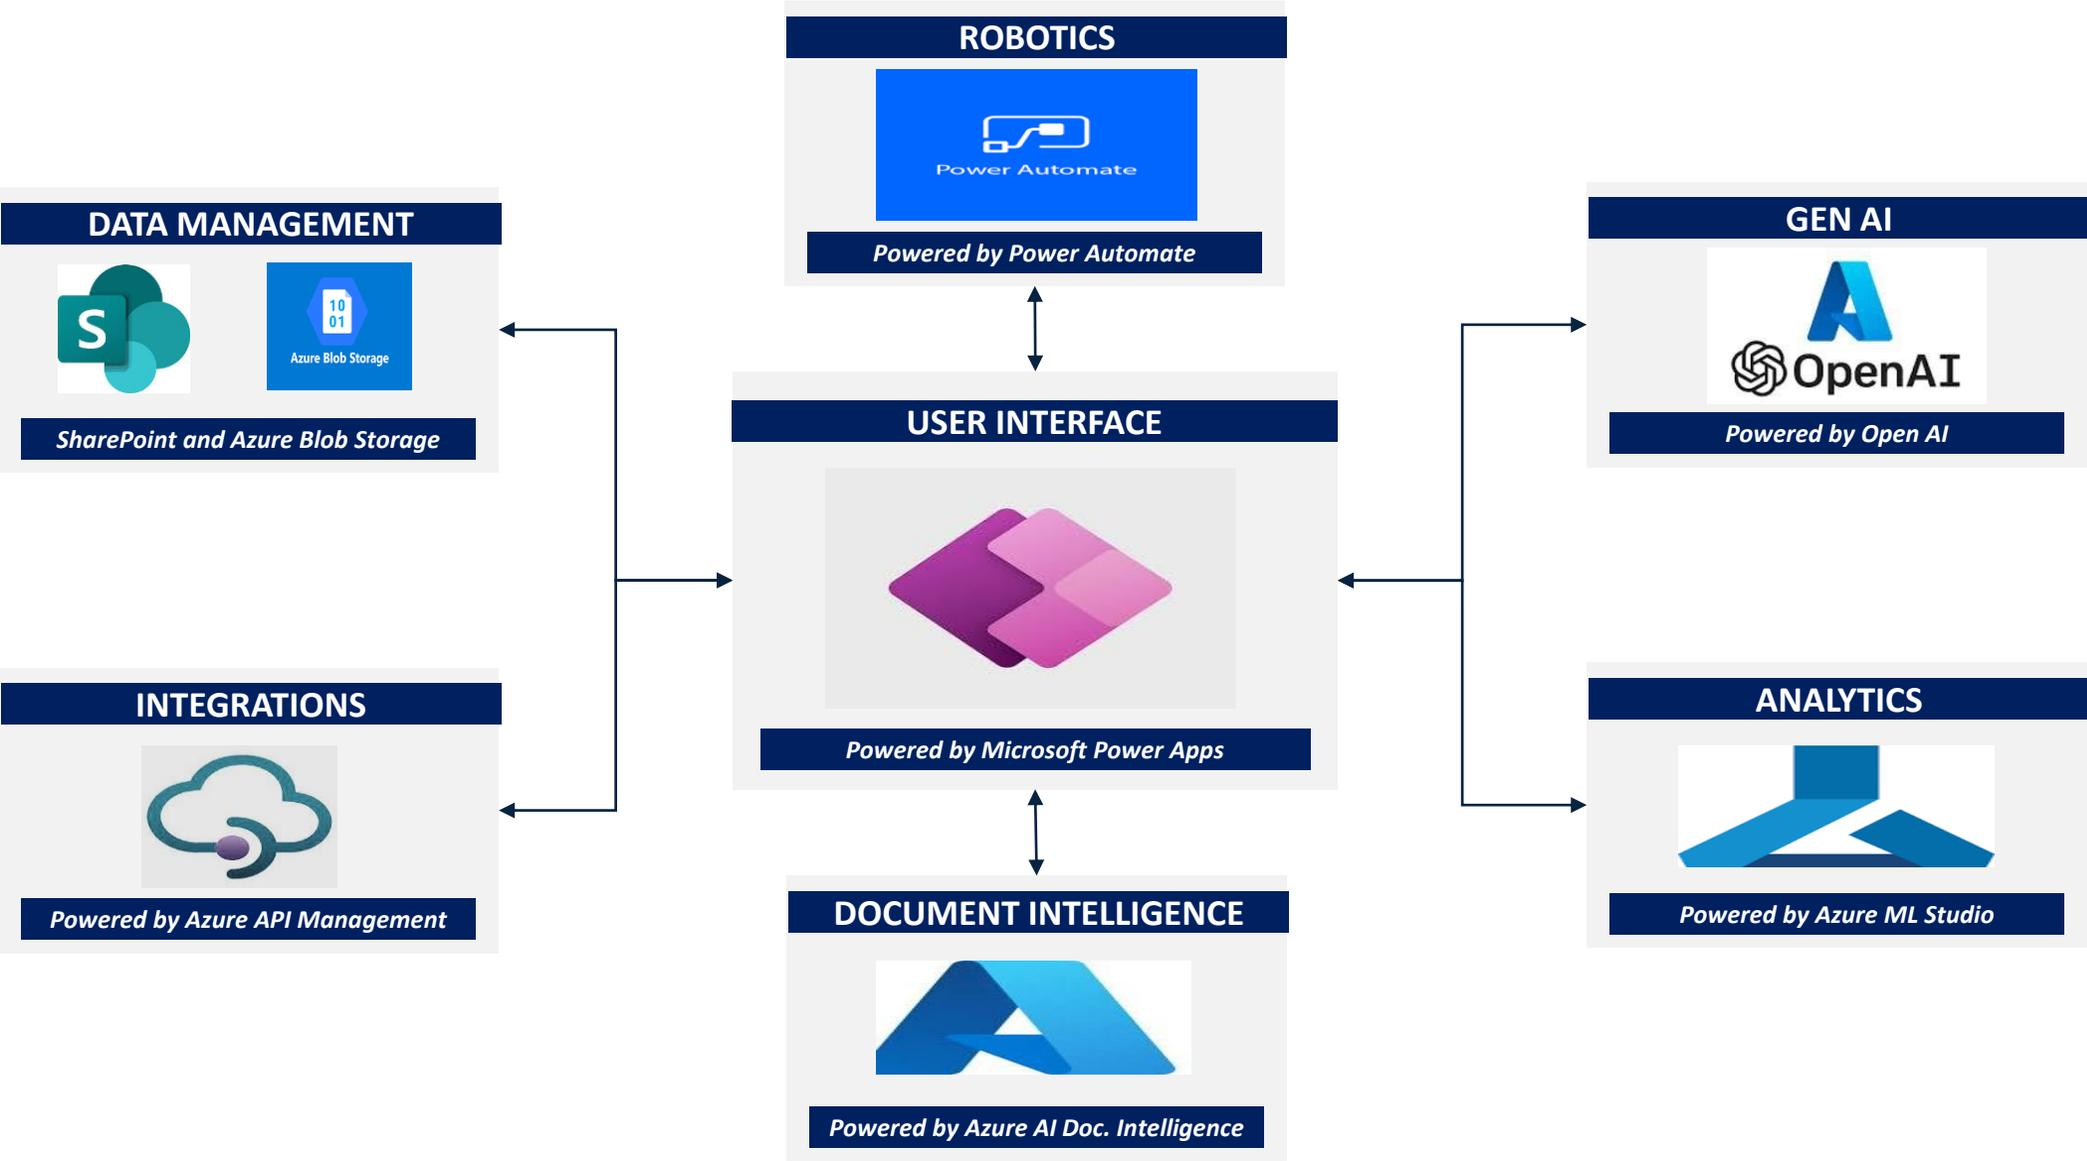 ROBOTICS
Power Automate
Powered by Power Automate
DATA MANAGEMENT
S
10
01
Azure Blob Storage
SharePoint and Azure Blob Storage
GEN AI
OpenAI
Powered by Open AI
USER INTERFACE
Powered by Microsoft Power Apps
INTEGRATIONS
Powered by Azure API Management
ANALYTICS
Powered by Azure ML Studio
DOCUMENT INTELLIGENCE
Powered by Azure AI Doc. Intelligence